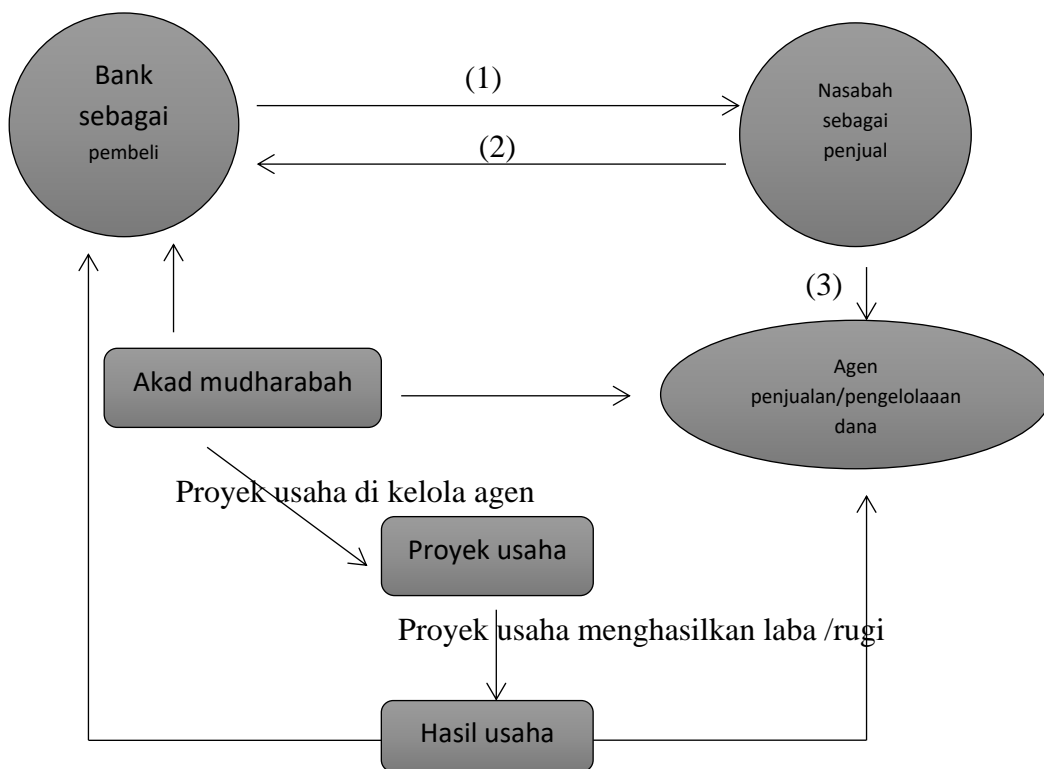 Bank
sebagai
pembeli
(1)
Nasabah
sebagai
penjual
(2)
(3)
Akad mudharabah
Agen
penjualan/pengelolaaan
dana
Proyek usaha di kelola agen
Proyek usaha
Proyek usaha menghasilkan laba /rugi
Hasil usaha